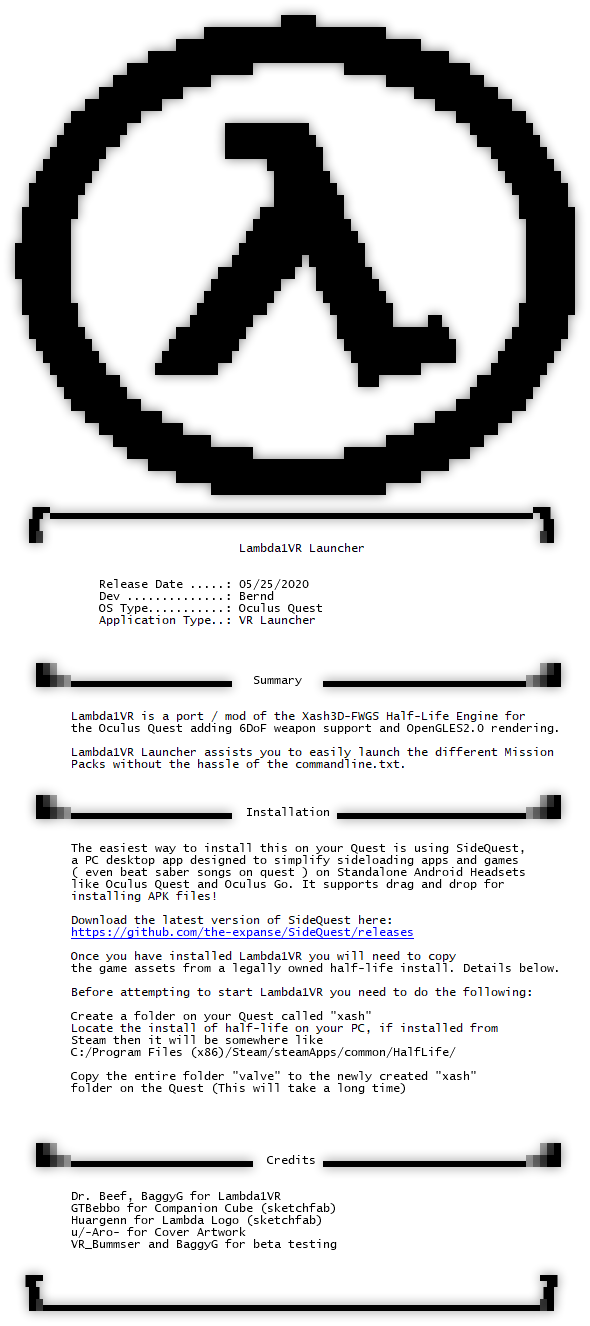 Lambda1VR Launcher
Release Date .....: 05/25/2020
Dev ..............: Bernd
OS Type...........: Oculus Quest
Application Type..: VR Launcher
Summary
Lambda1VR is a port / mod of the Xash3D-FWGS Half-Life Engine for
the Oculus Quest adding 6DoF weapon support and OpenGLES2.0 rendering.
Lambda1VR Launcher assists you to easily launch the different Mission
Packs without the hassle of the commandline.txt.
Installation
The easiest way to install this on your Quest is using SideQuest,
a PC desktop app designed to simplify sideloading apps and games
( even beat saber songs on quest ) on Standalone Android Headsets
like Oculus Quest and Oculus Go. It supports drag and drop for
installing APK files!
Download the latest version of SideQuest here:
https://github.com/the-expanse/SideQuest/releases
Once you have installed Lambda1VR you will need to copy
the game assets from a legally owned half-life install. Details below.
Before attempting to start Lambda1VR you need to do the following:
Create a folder on your Quest called "xash"
Locate the install of half-life on your PC, if installed from
Steam then it will be somewhere like
C:/Program Files (x86)/Steam/steamApps/common/HalfLife/
Copy the entire folder "valve" to the newly created "xash"
folder on the Quest (This will take a long time)
Credits
Dr. Beef, BaggyG for Lambda1VR
GTBebbo for Companion Cube (sketchfab)
Huargenn for Lambda Logo (sketchfab)
u/-Aro- for Cover Artwork
VR_Bummser and BaggyG for beta testing